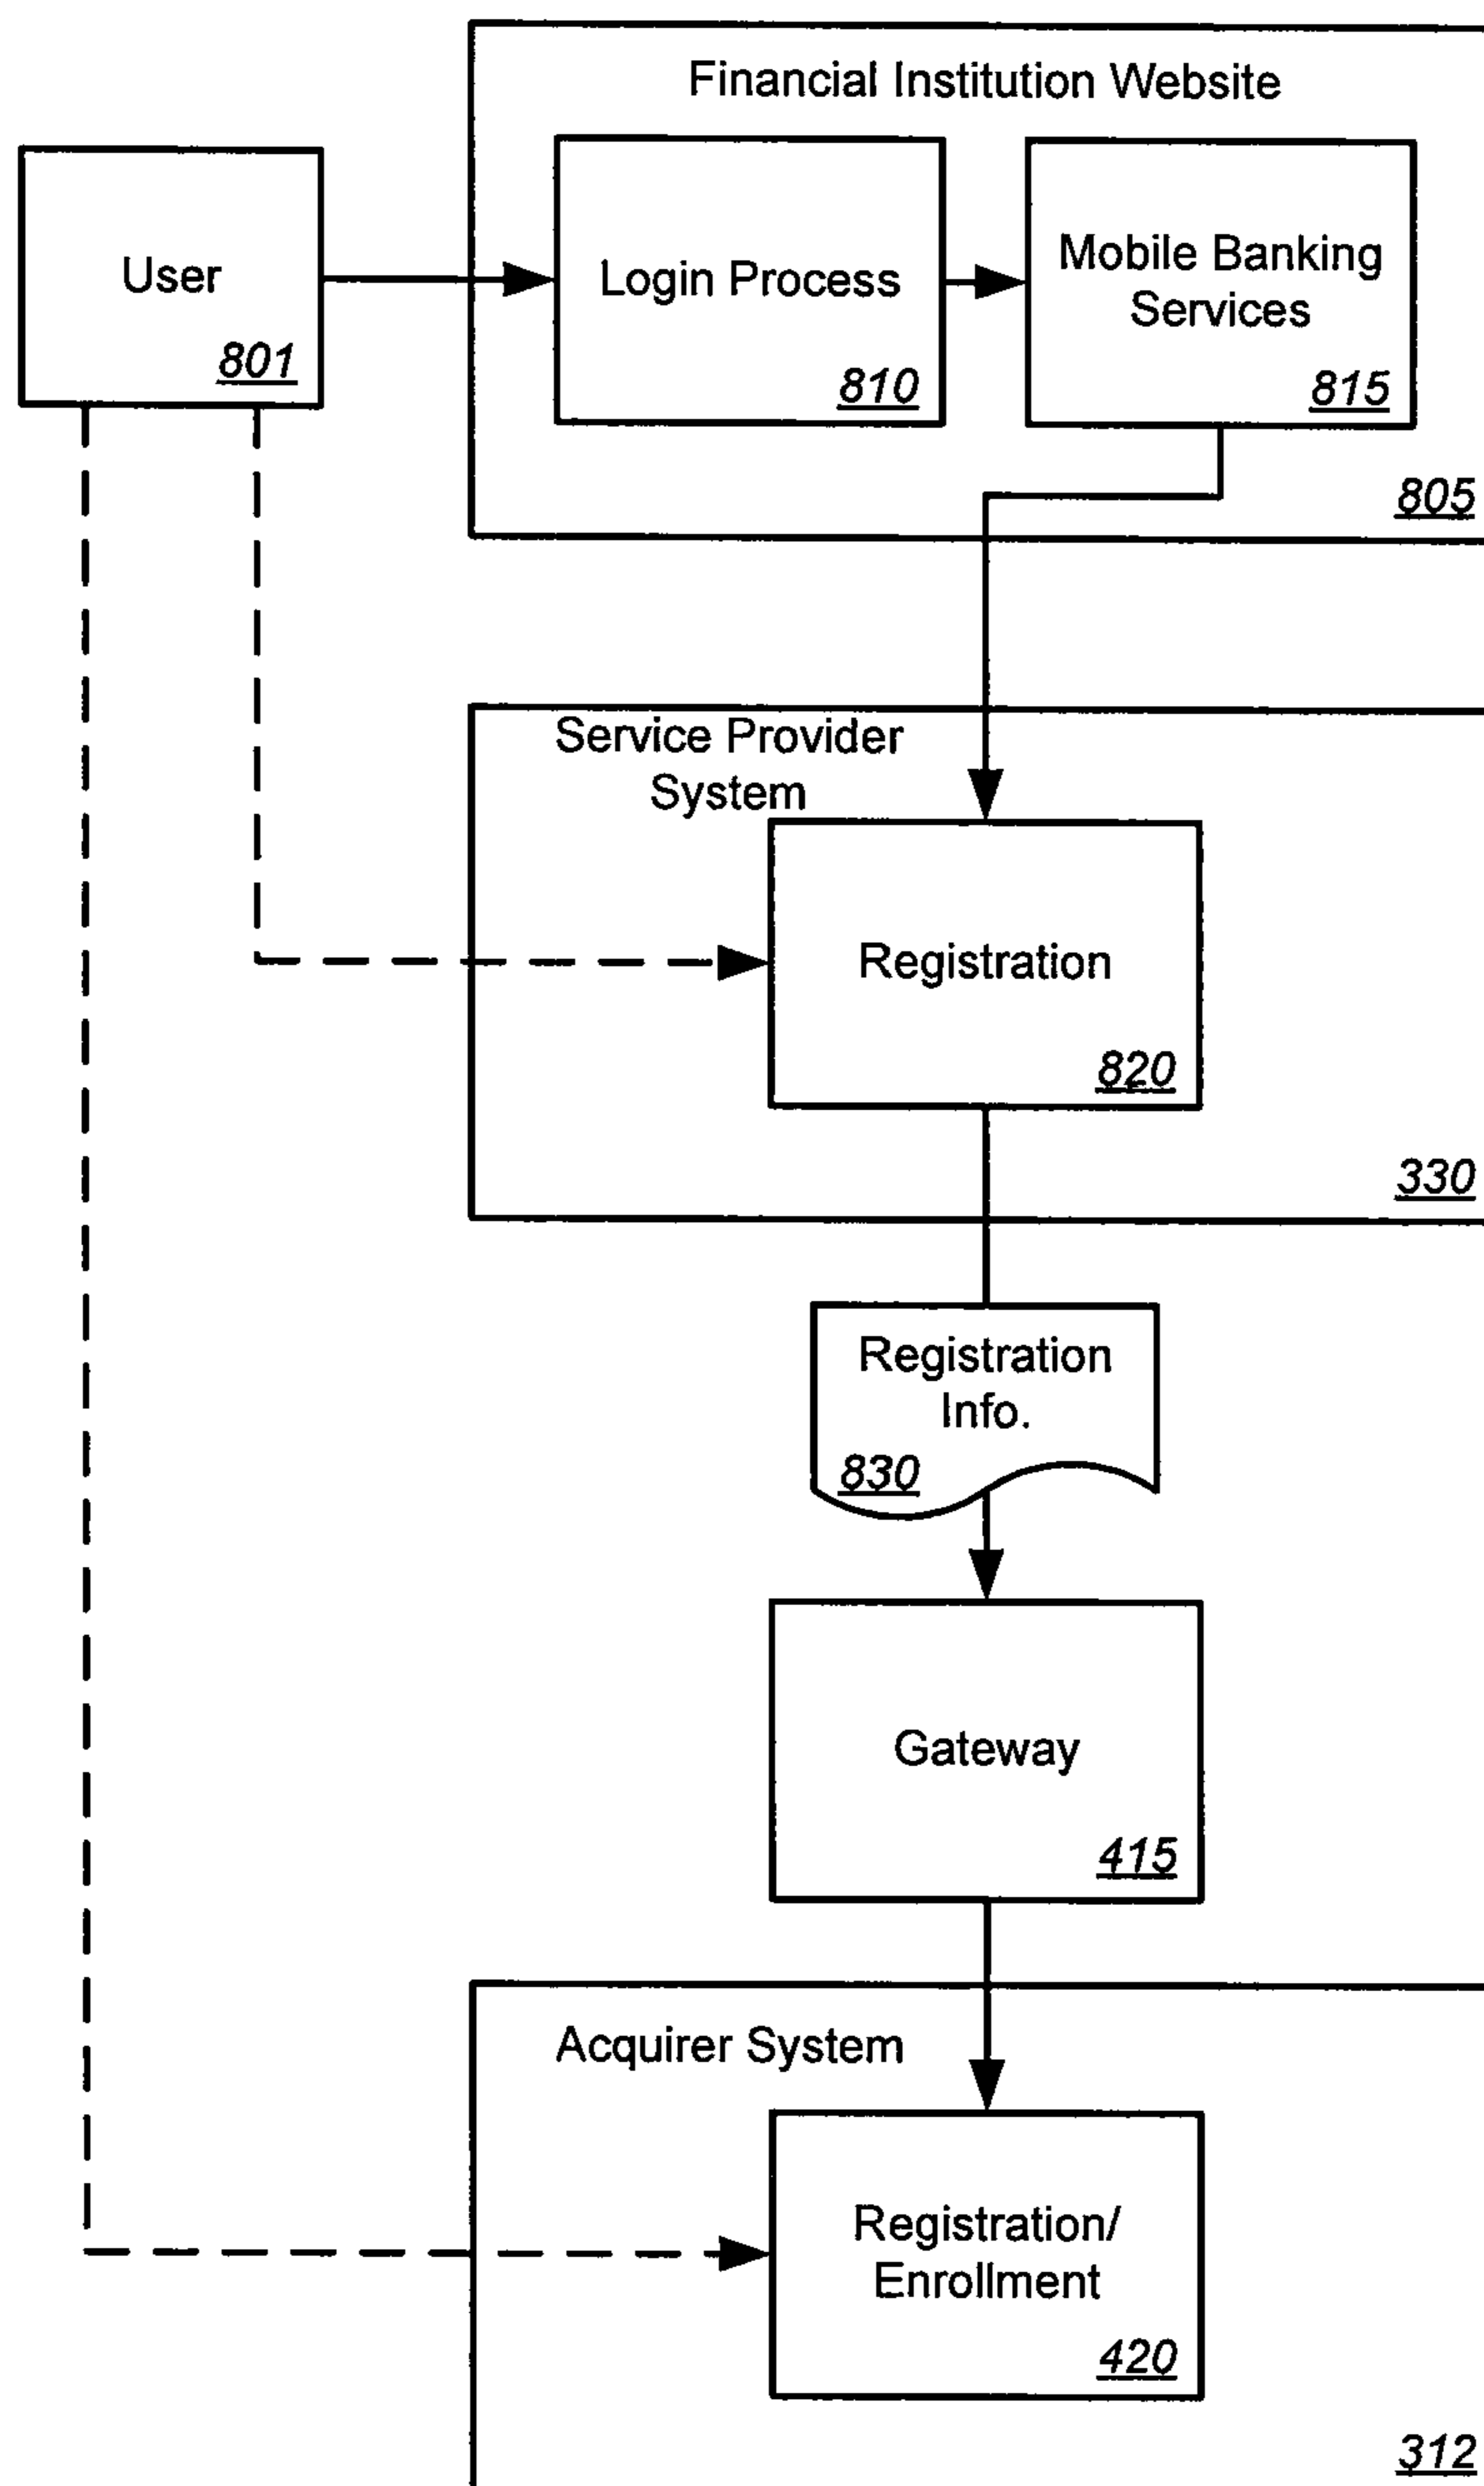 Financial Institution Website
User
801
Login Process
810
Mobile Banking
Services
815
805
Service Provider
System
Registration
820
330
Registration
Info.
830
Gateway
415
Acquirer System
Registration/
Enrollment
420
312